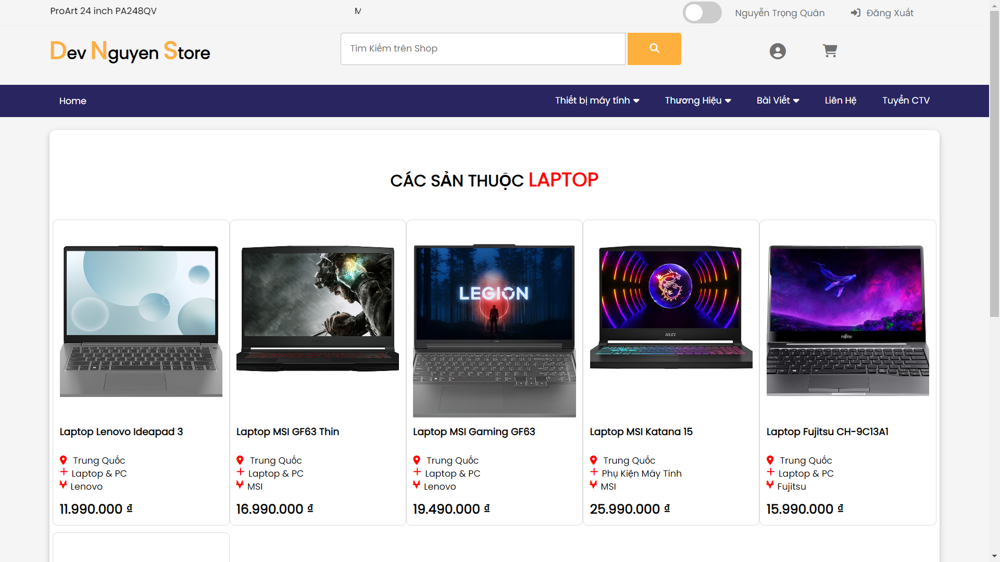 ProArt 24 inch PA248QV
M
Nguyễn Trọng Quân
Đăng Xuất
Dev Nguyen Store
Tìm Kiếm trên Shop
Home
Thiết bị máy tính
Thương Hiệu
Bài Viết
Liên Hệ
Tuyển CTV
CÁC SẢN THUỘC LAPTOP
LEGION
msi
msi
FUJITSU
Laptop Lenovo Ideapad 3
Trung Quốc
Laptop & PC
Lenovo
11.990.000 ₫
Laptop MSI GF63 Thin
Trung Quốc
Laptop & PC
MSI
16.990.000 ₫
Laptop MSI Gaming GF63
Trung Quốc
Laptop & PC
Lenovo
19.490.000 ₫
Laptop MSI Katana 15
Trung Quốc
Phụ Kiện Máy Tính
MSI
25.990.000 ₫
Laptop Fujitsu CH-9C13A1
Trung Quốc
Laptop & PC
Fujitsu
15.990.000 ₫